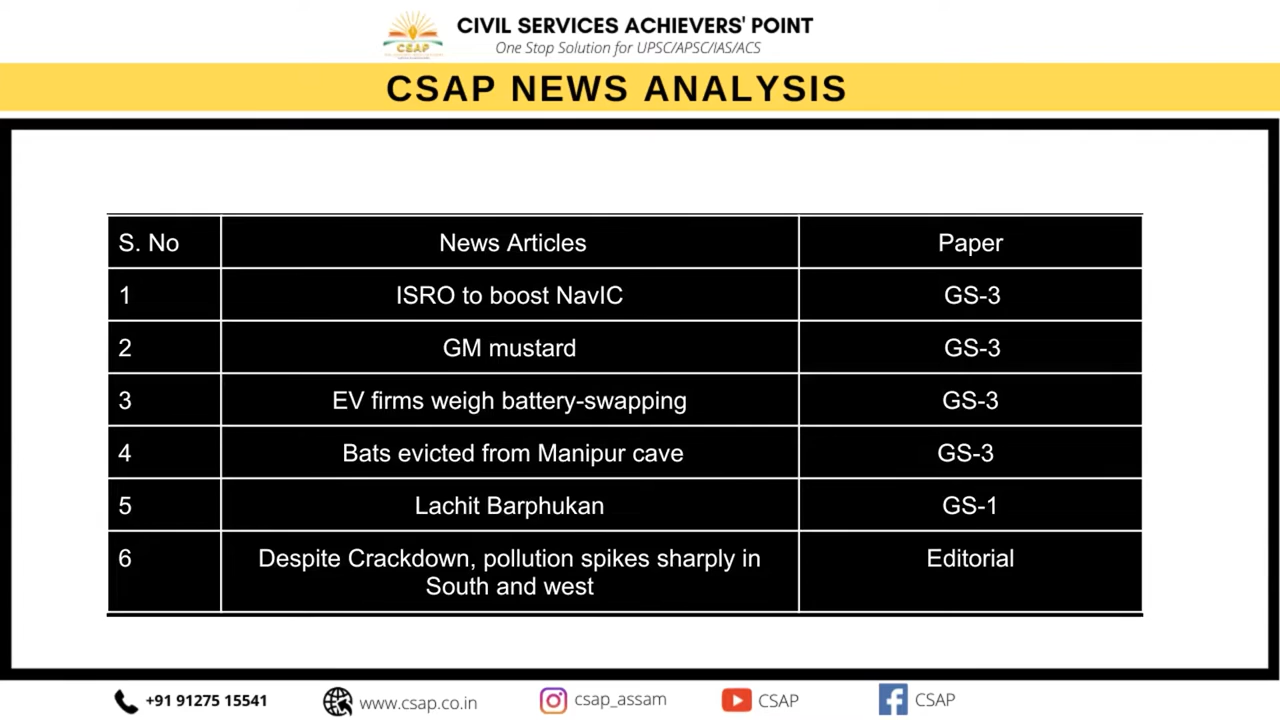 CIVIL SERVICES ACHIEVERS' POINT
CSAP
One Stop Solution for UPSC/APSC/IAS/ACS
CSAP NEWS ANALYSIS
S. No News Articles Paper
1 ISRO to boost NavIC GS-3
2 GM mustard GS-3
3 EV firms weigh battery-swapping GS-3
4 Bats evicted from Manipur cave GS-3
5 Lachit Barphukan GS-1
6 Despite Crackdown, pollution spikes sharply in Editorial
South and west
+91 91275 15541 www.csap.co.in csap_assam CSAP CSAP